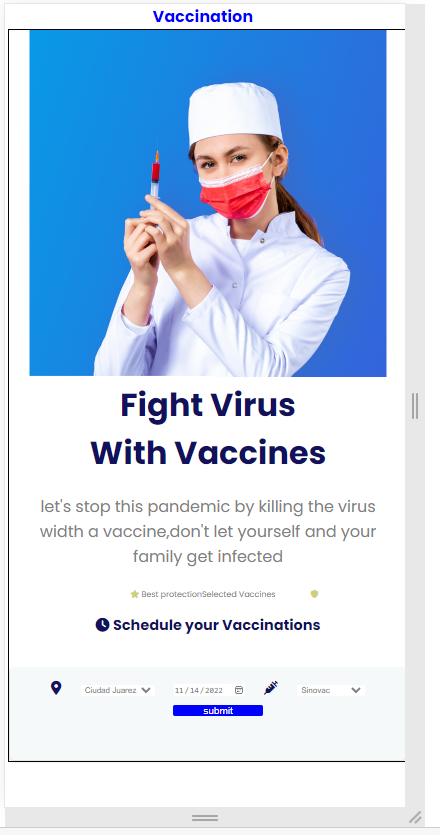 Vaccination
Fight Virus
With Vaccines
let's stop this pandemic by killing the virus
width a vaccine,don't let yourself and your
family get infected
Best protectionSelected Vaccines
Schedule your Vaccinations
Ciudad Juarez 11/14/2022 Sinovac
submit